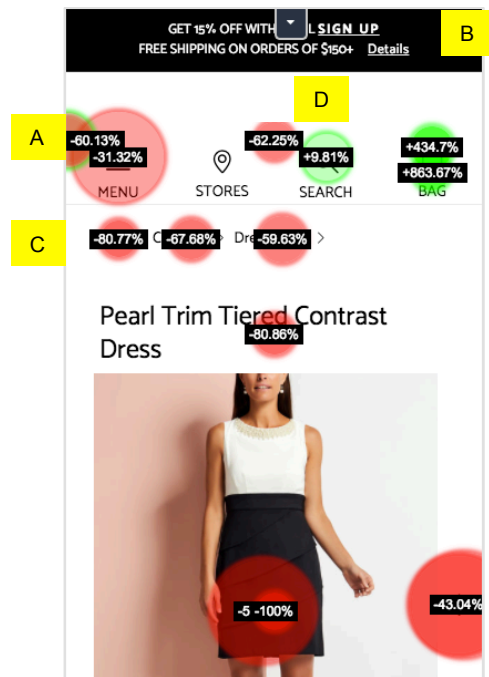 GET 15% OFF WITH L SIGN UP
B
FREE SHIPPING ON ORDERS OF $150+ Details
D
A
-60.13%
-62.25%
-31.32%
+9.81%
+434.7%
+863.67%
MENU
STORES
SEARCH
BAG
C
-80.77% C -67.68% > Dre -59.63% >
Pearl Trim Tiered Contrast
-80.86%
Dress
-5 -100%
-43.04%